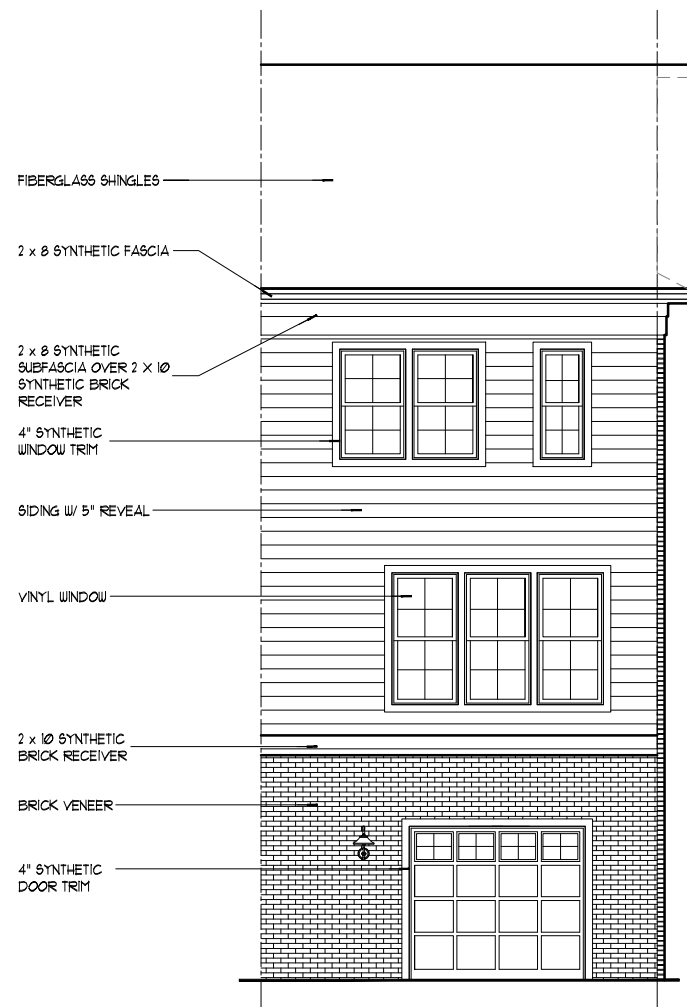 FIBERGLASS SHINGLES
2 x 8 SYNTHETIC FASCIA
2 x 8 SYNTHETIC
SUBFASCIA OVER 2 X 10
SYNTHETIC BRICK
RECEIVER
4" SYNTHETIC
WINDOW TRIM
SIDING W/ 5" REVEAL
VINYL WINDOW
2 x 10 SYNTHETIC
BRICK RECEIVER
BRICK VENEER
4" SYNTHETIC
DOOR TRIM